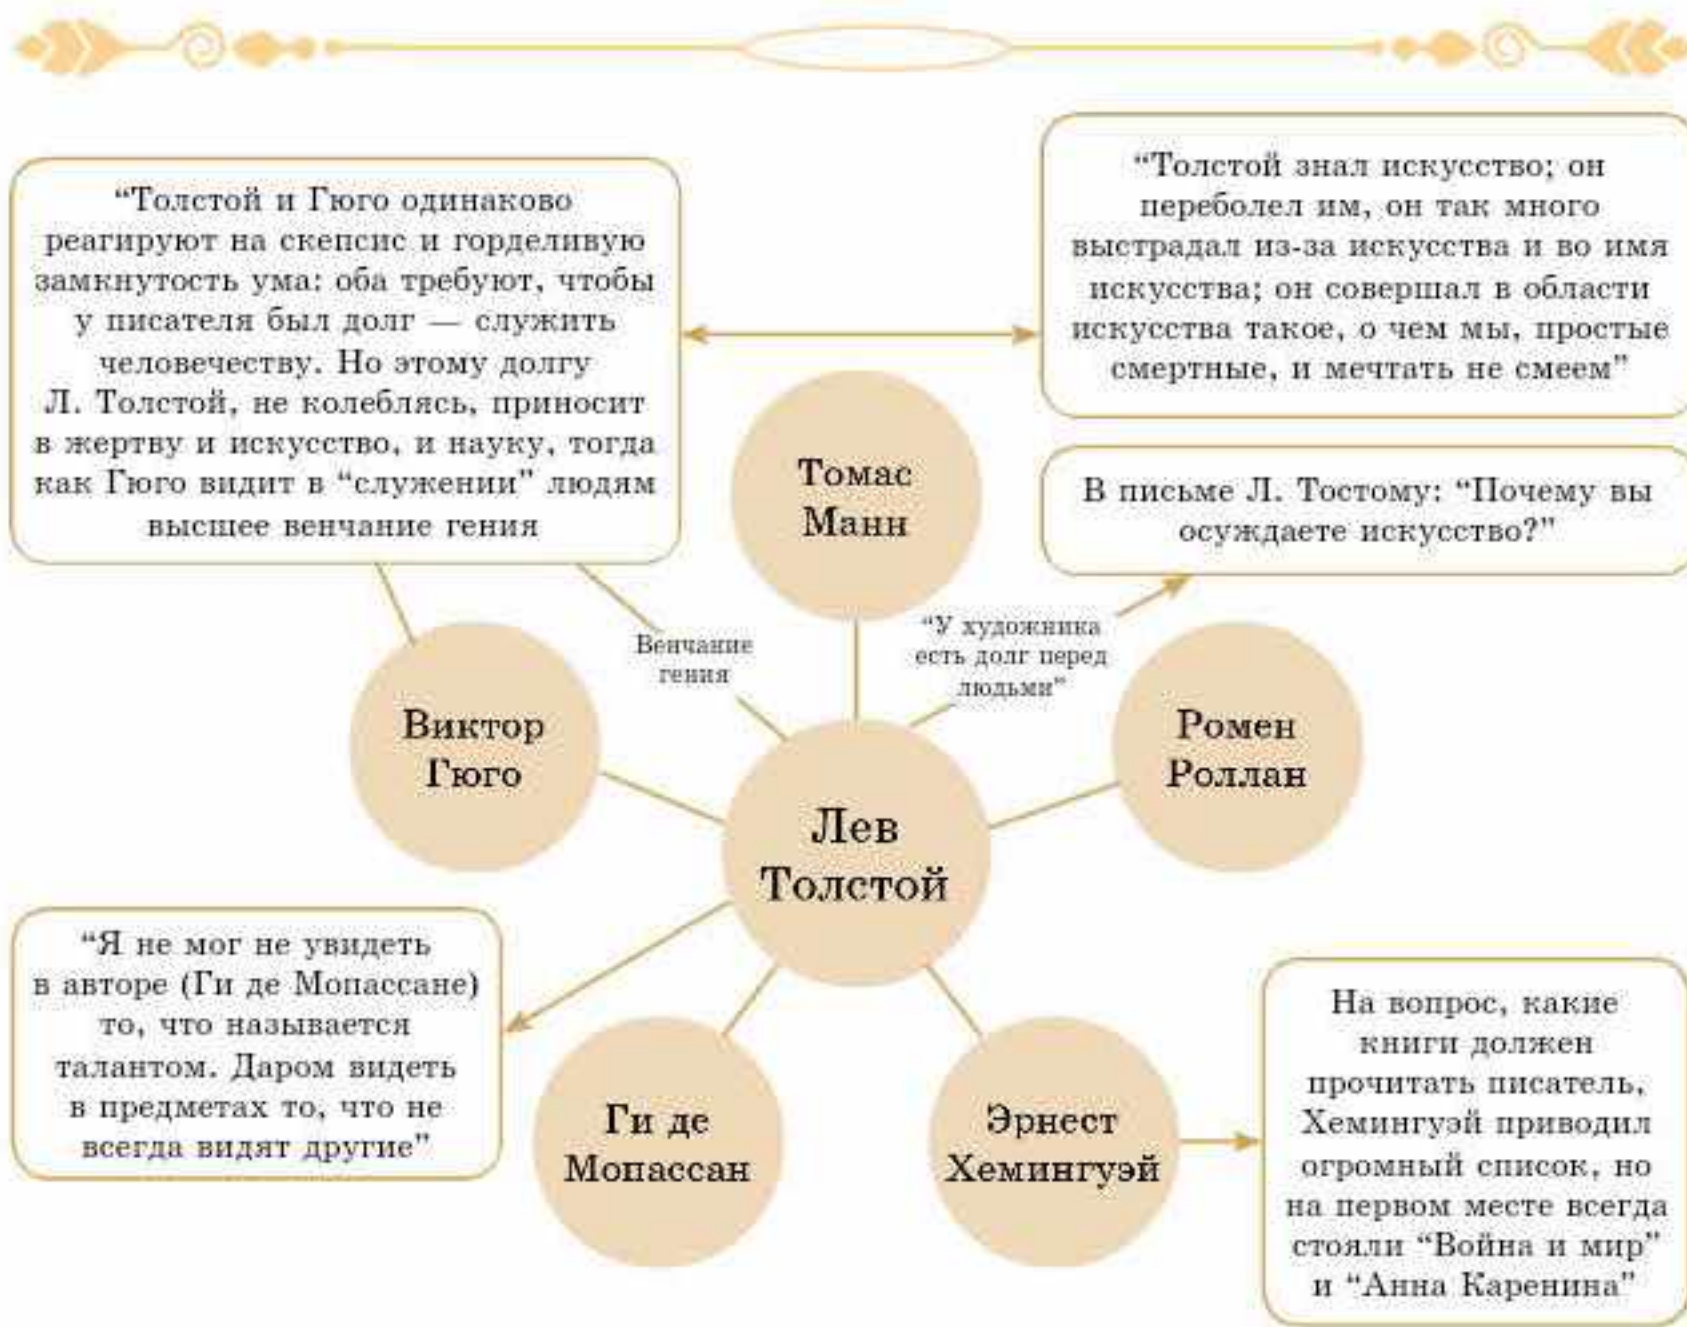 “Толстой и Гюго одинаково
реагируют на скепсис и горделивую
замкнутость ума: оба требуют, чтобы
у писателя был долг — служить
человечеству. Но этому долгу
Л. Толстой, не колеблясь, приносит
в жертву и искусство, и науку, тогда
как Гюго видит в “служении” людям
высшее венчание гения
“Толстой знал искусство; он
переболел им, он так много
выстрадал из-за искусства и во имя
искусства; он совершал в области
искусства такое, о чем мы, простые
смертные, и мечтать не смеем”
В письме Л. Тостому: “Почему вы
осуждаете искусство?”
Томас
Манн
Венчание
гения
“У художника
есть долг перед
людьми”
Виктор
Гюго
Ромен
Роллан
Лев
Толстой
“Я не мог не увидеть
в авторе (Ги де Мопассане)
то, что называется
талантом. Даром видеть
в предметах то, что не
всегда видят другие”
Ги де
Мопассан
Эрнест
Хемингуэй
На вопрос, какие
книги должен
прочитать писатель,
Хемингуэй приводил
огромный список, но
на первом месте всегда
стояли “Война и мир”
и “Анна Каренина”